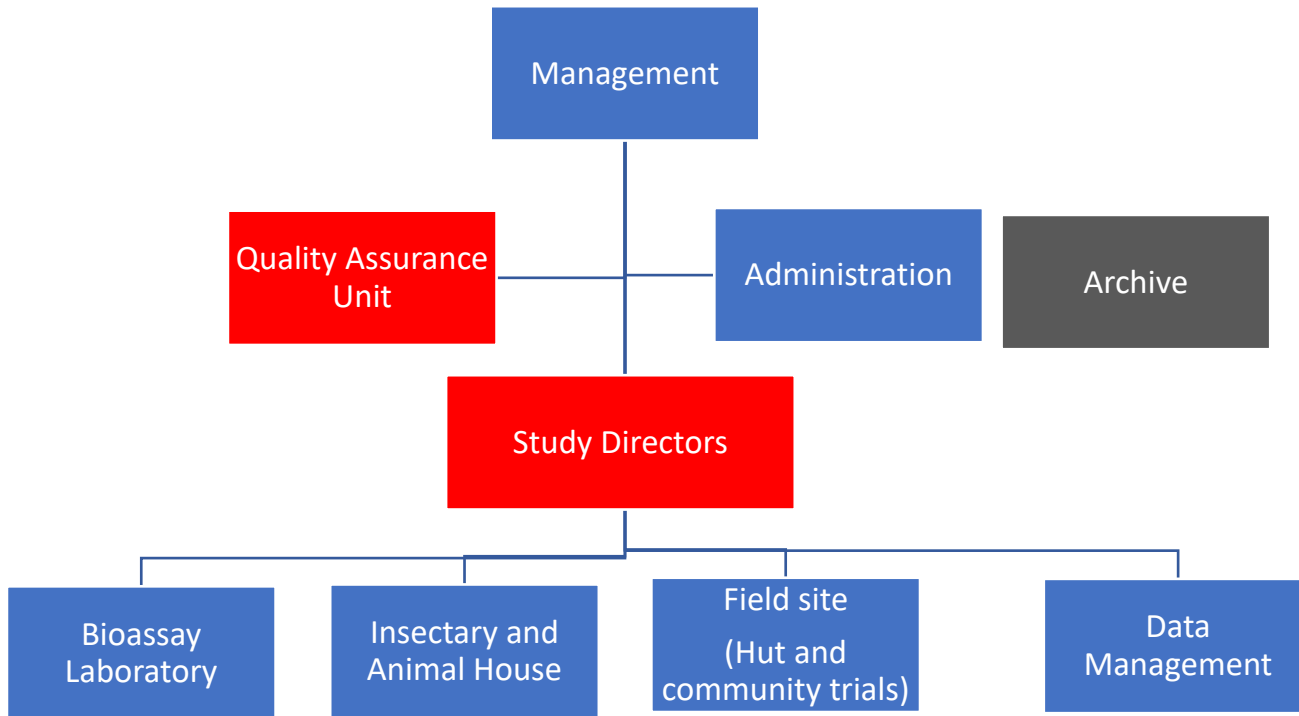 Management
Quality Assurance
Unit
Administration
Archive
Study Directors
Bioassay
Laboratory
Insectary and
Animal House
Field site
(Hut and
community trials)
Data
Management